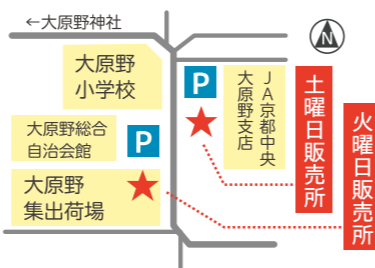 ←大原野神社
N
大原野
小学校
P
JA京都中央
大原野支店
土曜日販売所
火曜日販売所
大原野総合
自治会館
P
大原野
集出荷場